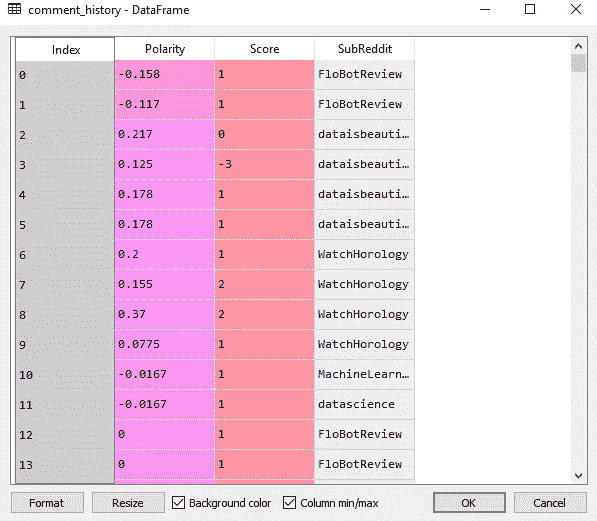 comment_history - DataFrame
Index Polarity Score SubReddit
0 -0.158 1 FloBotReview
1 -0.117 1 FloBotReview
2 0.217 0 dataisbeauti…
3 0.125 -3 dataisbeauti…
4 0.178 1 dataisbeauti…
5 0.178 1 dataisbeauti…
6 0.2 1 WatchHorology
7 0.155 2 WatchHorology
8 0.37 2 WatchHorology
9 0.0775 1 WatchHorology
10 -0.0167 1 MachineLearn…
11 -0.0167 1 datascience
12 0 1 FloBotReview
13 0 1 FloBotReview
Format Resize Background color Column min/max OK Cancel